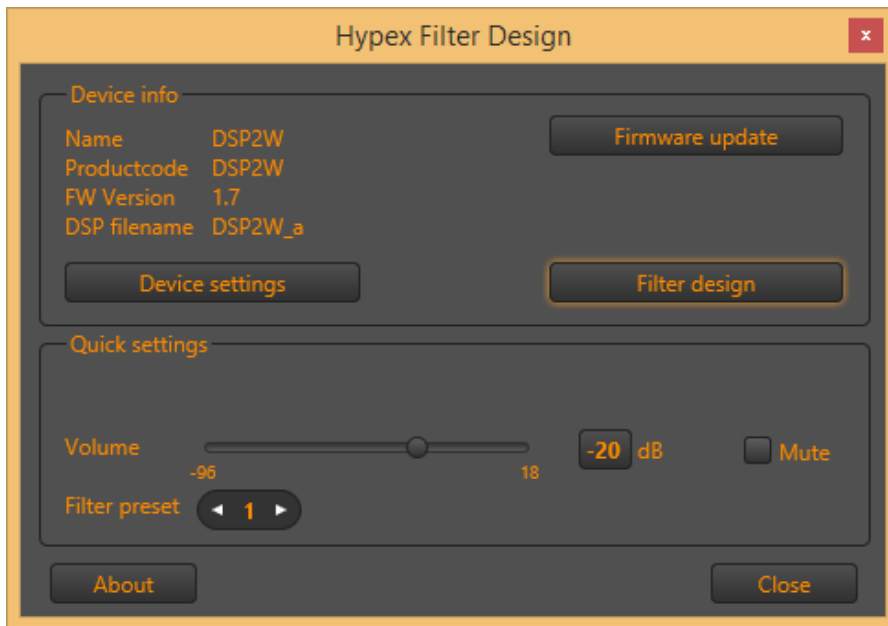 Hypex Filter Design
x
Device info
Name DSP2W
Firmware update
Productcode DSP2W
FW Version 1.7
DSP filename DSP2W_a
Device settings
Filter design
Quick settings
Volume
-20 dB
Mute
-96
18
Filter preset 1
About
Close